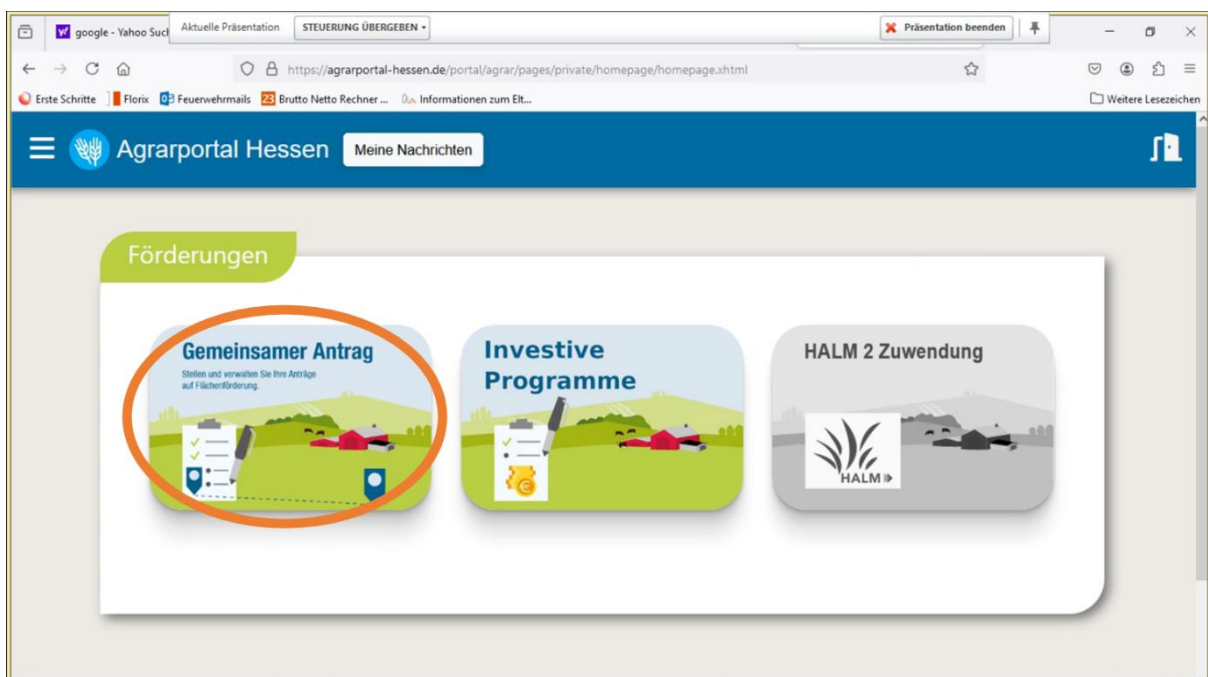 Aktuelle Präsentation STEUERUNG ÜBERGEBEN Präsentation beenden
google - Yahoo Sucl
https://agrarportal-hessen.de/portal/agrar/pages/private/homepage/homepage.xhtml
Erste Schritte Florix Feuerwehrmails 23 Brutto Netto Rechner ... Informationen zum Elt... Weitere Lesezeichen
Agrarportal Hessen Meine Nachrichten
Förderungen
Gemeinsamer Antrag
Stellen und verwalten Sie Ihre Anträge
auf Flächenförderung.
Investive
Programme
HALM 2 Zuwendung
HALM